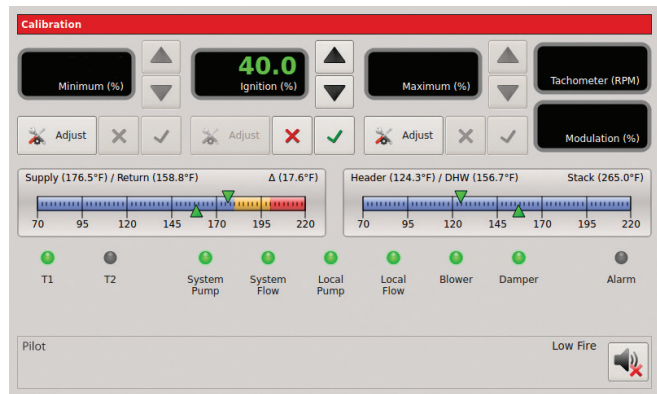 Calibration
Minimum (%)
40.0
Ignition (%)
Maximum (%)
Tachometer (RPM)
Adjust
Adjust
Adjust
Modulation (%)
Supply (176.5°F) / Return (158.8°F) Δ (17.6°F)
70 95 120 145 170 195 220
Header (124.3°F) / DHW (156.7°F) Stack (265.0°F)
70 95 120 145 170 195 220
T1 T2 System Pump System Flow Local Pump Local Flow Blower Damper Alarm
Pilot
Low Fire